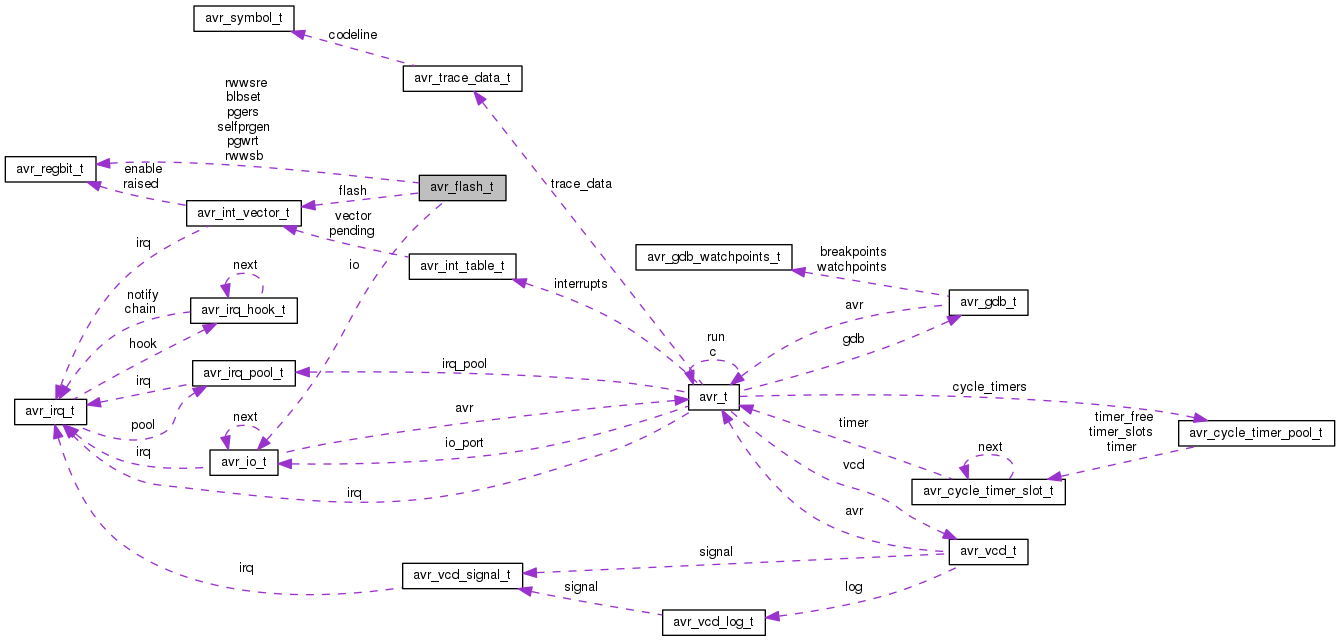 avr_symbol_t
codeline
avr_trace_data_t
rwwsre
blbset
pgers
selfprgen
pgwrt
rwwsb
avr_regbit_t
enable
raised
avr_flash_t
flash
trace_data
avr_int_vector_t
vector
pending
irq
io
avr_int_table_t
avr_gdb_watchpoints_t
breakpoints
watchpoints
next
interrupts
notify
chain
avr_irq_hook_t
avr
avr_gdb_t
hook
run
c
gdb
avr_irq_pool_t
irq_pool
irq
avr_t
cycle_timers
avr_irq_t
pool
next
avr
timer
timer_free
timer_slots
timer
avr_cycle_timer_pool_t
irq
avr_io_t
io_port
next
vcd
avr_cycle_timer_slot_t
irq
avr
signal
avr_vcd_t
irq
avr_vcd_signal_t
signal
log
avr_vcd_log_t